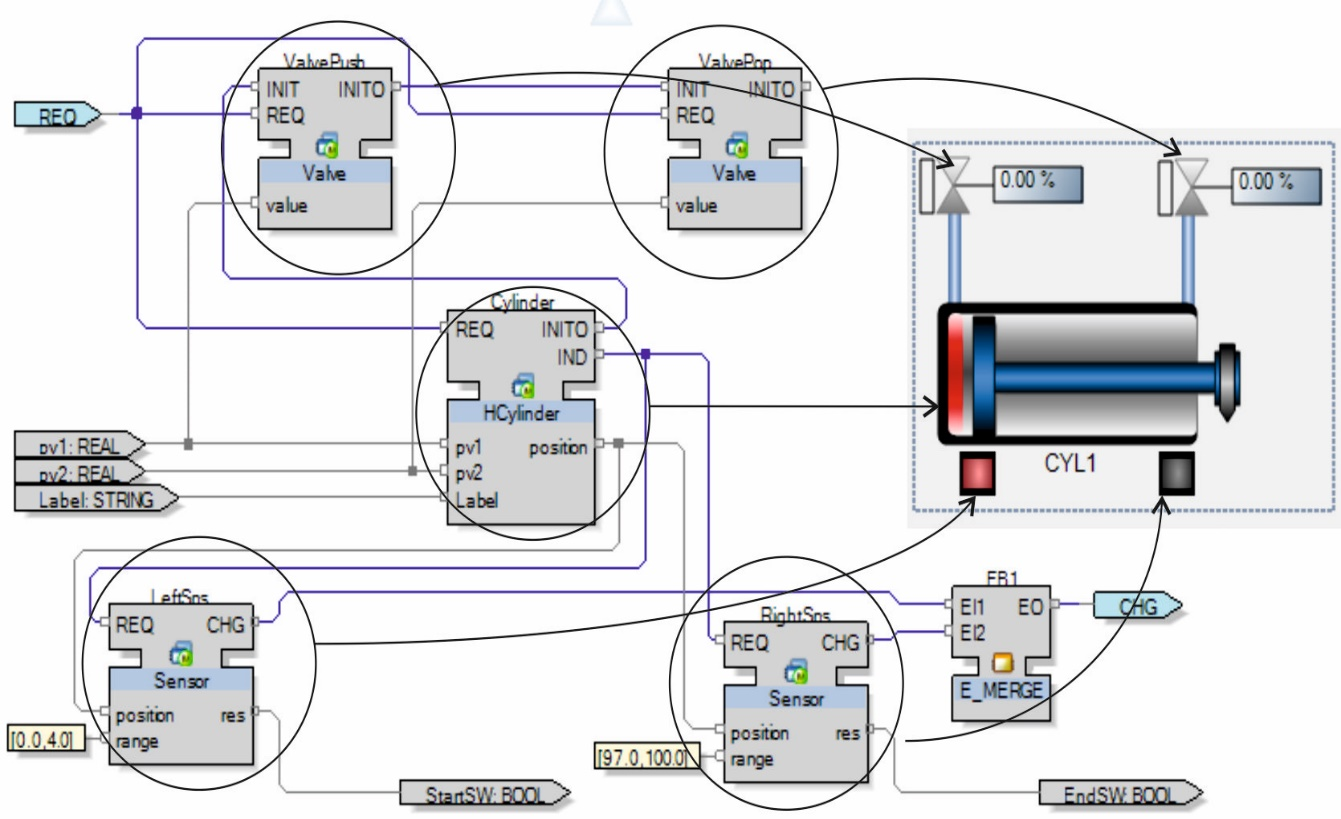 ValvePush
INIT INITO
REQ
Valve
value
ValvePop
INIT INITO
REQ
Valve
value
REQ
0.00 %
0.00 %
Cylinder
REQ INITO
IND
HCylinder
pv1 position
pv2
Label
pv1: REAL
pv2: REAL
Label: STRING
CYL1
LeftSns
REQ CHG
Sensor
position res
range
[0.0,4.0]
StartSW: BOOL
RightSns
REQ CHG
Sensor
position res
range
[97.0,100.0]
EndSW: BOOL
FB1
EI1 EO
EI2
E_MERGE
CHG